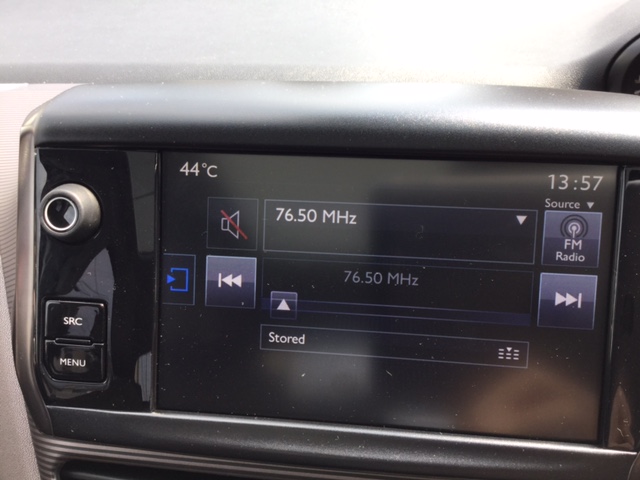 44°C
13:57
Source ▼
76.50 MHz
FM
Radio
76.50 MHz
SRC
Stored
MENU